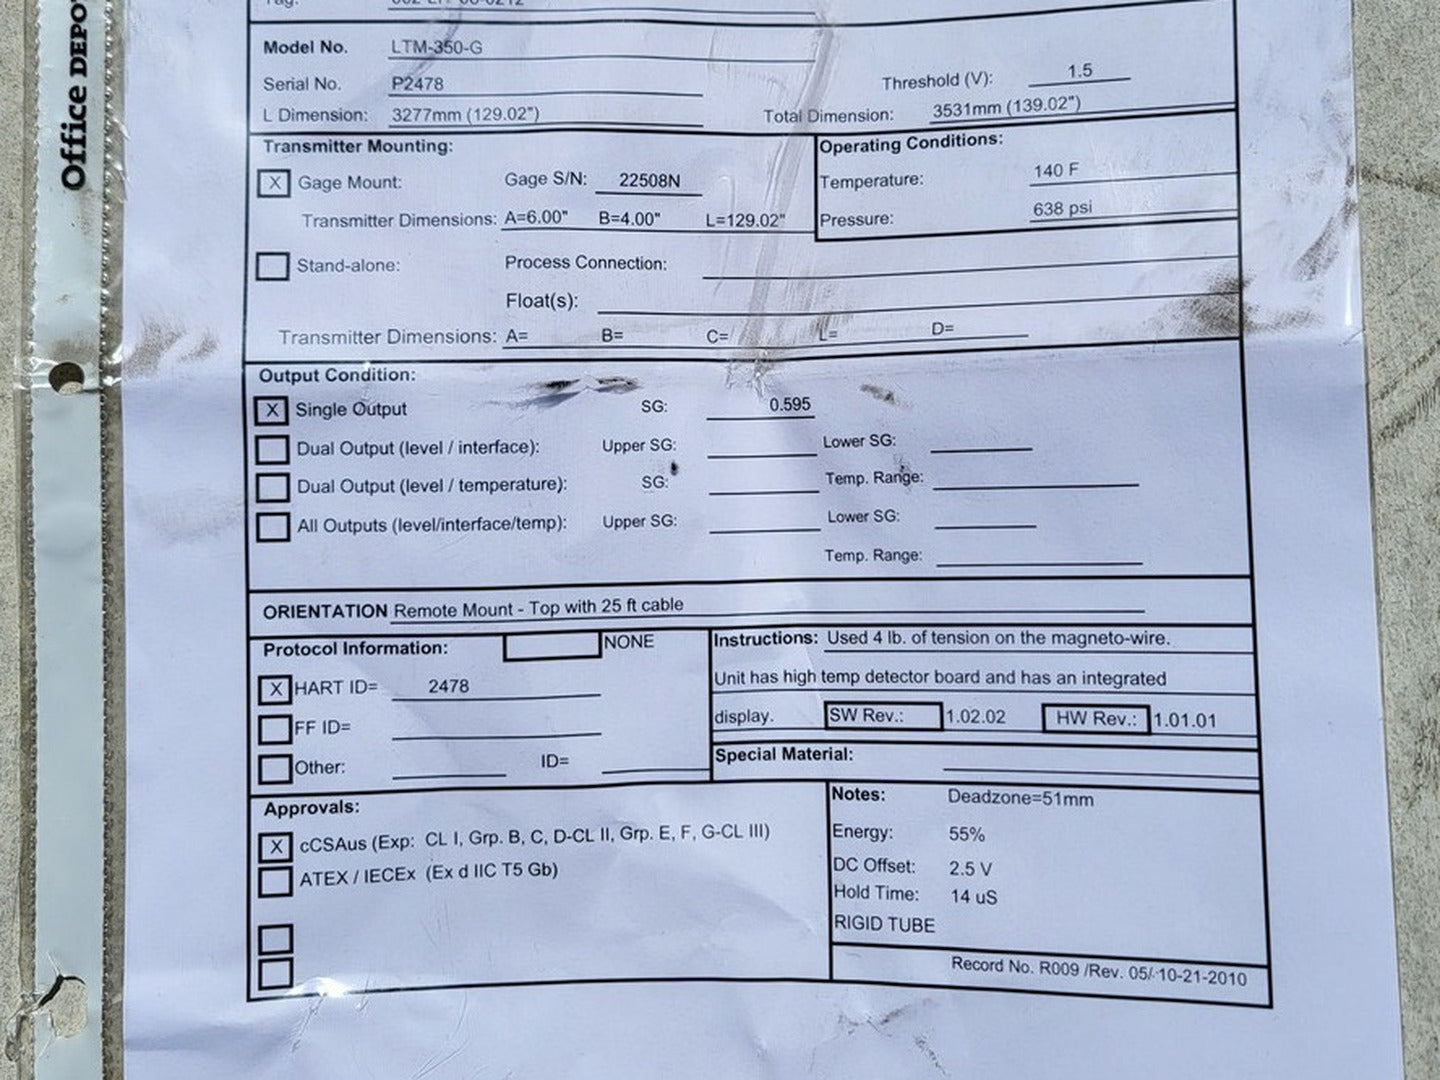 Office DEPOT
Tag:
Model No. LTM-350-G
Serial No. P2478 Threshold (V): 1.5
L Dimension: 3277mm (129.02") Total Dimension: 3531mm (139.02")
Transmitter Mounting: Operating Conditions:
X Gage Mount: Gage S/N: 22508N Temperature: 140 F
Transmitter Dimensions: A=6.00" B=4.00" L=129.02" Pressure: 638 psi
Stand-alone: Process Connection:
Float(s):
Transmitter Dimensions: A= B= C= L= D=
Output Condition:
X Single Output SG: 0.595
Dual Output (level / interface): Upper SG: Lower SG:
Dual Output (level / temperature): SG: Temp. Range:
All Outputs (level/interface/temp): Upper SG: Lower SG:
Temp. Range:
ORIENTATION Remote Mount - Top with 25 ft cable
Protocol Information: NONE
X HART ID= 2478
FF ID=
Other: ID=
Instructions: Used 4 lb. of tension on the magneto-wire.
Unit has high temp detector board and has an integrated
display. SW Rev.: 1.02.02 HW Rev.: 1.01.01
Special Material:
Approvals:
X cCSAus (Exp: CL I, Grp. B, C, D-CL II, Grp. E, F, G-CL III)
ATEX / IECEx (Ex d IIC T5 Gb)
Notes: Deadzone=51mm
Energy: 55%
DC Offset: 2.5 V
Hold Time: 14 uS
RIGID TUBE
Record No. R009 /Rev. 05/ 10-21-2010